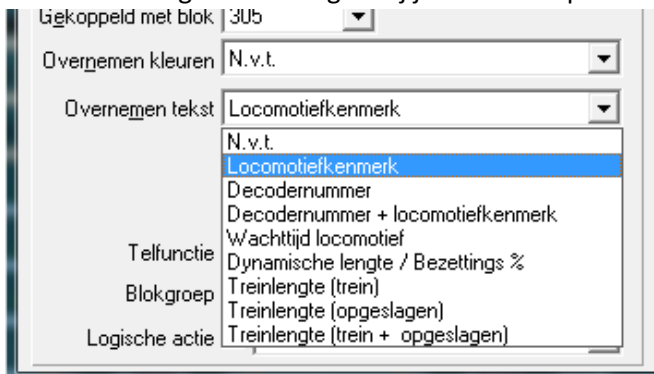 Gekoppeld met blok 305
Overnemen kleuren N.v.t.
Overnemen tekst Locomotiefkenmerk
N.v.t.
Locomotiefkenmerk
Decodernummer
Decodernummer + locomotiefkenmerk
Wachttijd locomotief
Telfunctie Dynamische lengte / Bezettings %
Blokgroep Treinlengte (trein)
Treinlengte (opgeslagen)
Logische actie Treinlengte (trein + opgeslagen)